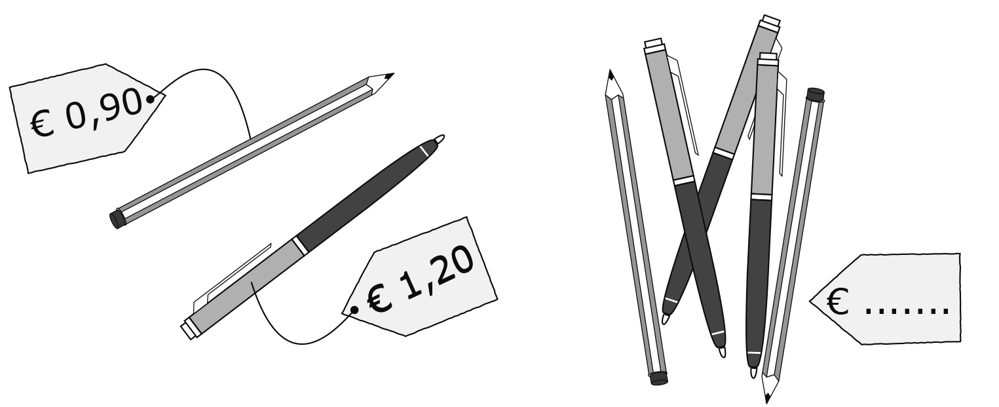 € 0,90
€ 1,20
€ .......